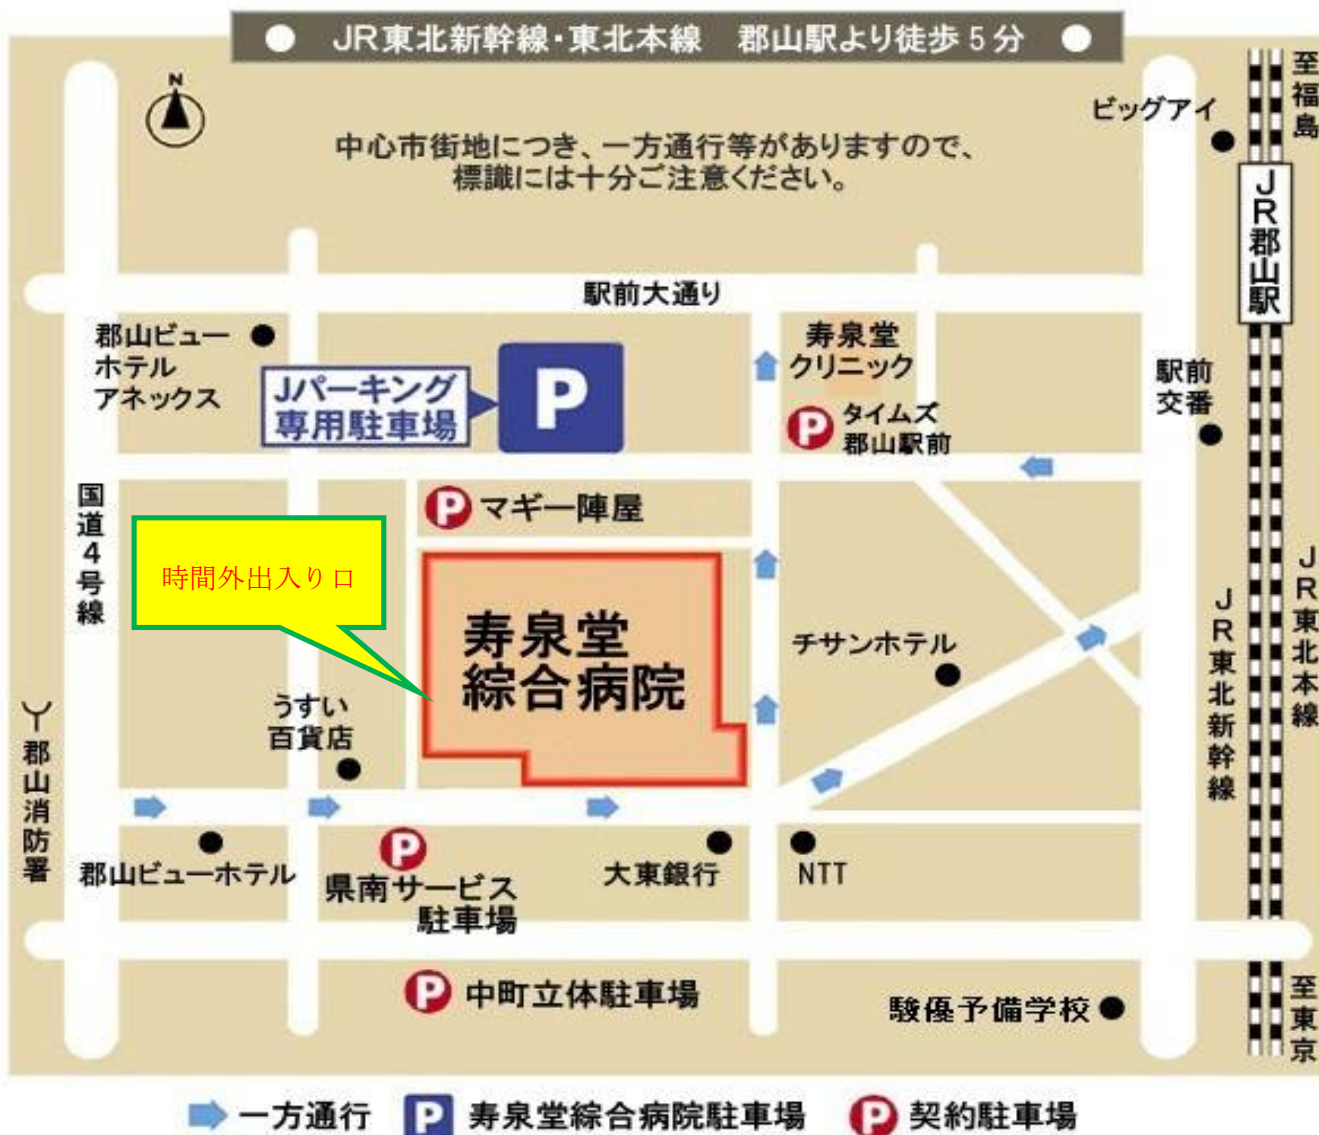 ● JR東北新幹線・東北本線 郡山駅より徒歩5分 ●
N
中心市街地につき、一方通行等がありますので、
標識には十分ご注意ください。
ビッグアイ
至福島
JR郡山駅
駅前大通り
郡山ビュー
ホテル
アネックス
Jパーキング
専用駐車場
P
寿泉堂
クリニック
P タイムズ
郡山駅前
駅前
交番
国道4号線
P マギー陣屋
時間外出入り口
寿泉堂
綜合病院
チサンホテル
JR東北新幹線
JR東北本線
うすい
百貨店
郡山消防署
郡山ビューホテル
P
県南サービス
駐車場
大東銀行
NTT
P 中町立体駐車場
駿優予備学校
至東京
一方通行 P 寿泉堂綜合病院駐車場 P 契約駐車場